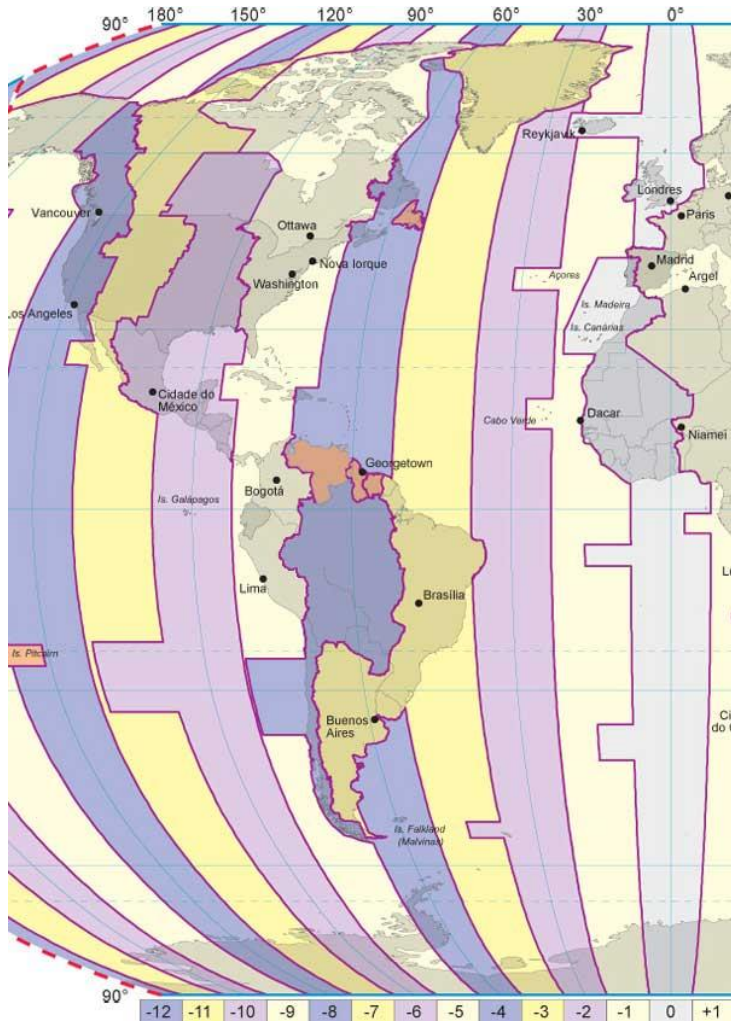 90° 180° 150° 120° 90° 60° 30° 0°
Reykjavik
Londres
Vancouver
Paris
Ottawa
Nova Iorque
Madrid
Washington
Açores
Argel
Is. Madeira
Los Angeles
Is. Canárias
Cidade do
México
Cabo Verde
Dacar
Niamei
Georgetown
Bogotá
Is. Galápagos
Lima
Brasília
Is. Pitcairn
Buenos
Aires
Is. Falkland
(Malvinas)
90°
-12 -11 -10 -9 -8 -7 -6 -5 -4 -3 -2 -1 0 +1